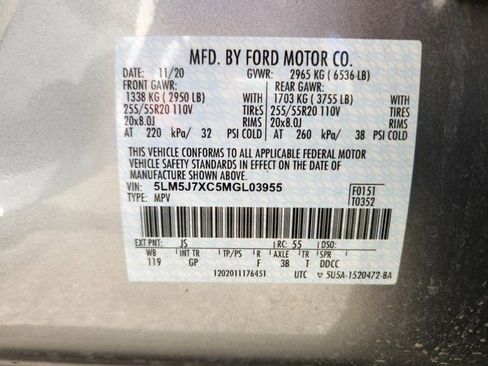 MFD. BY FORD MOTOR CO.
DATE: 11/20 GVWR: 2965 KG ( 6536 LB)
FRONT GAWR: REAR GAWR:
1338 KG ( 2950 LB) WITH 1703 KG ( 3755 LB) WITH
255/55R20 110V TIRES 255/55R20 110V TIRES
20x8.0J RIMS 20x8.0J RIMS
AT 220 kPa/ 32 PSI COLD AT 260 kPa/ 38 PSI COLD
THIS VEHICLE CONFORMS TO ALL APPLICABLE FEDERAL MOTOR
VEHICLE SAFETY STANDARDS IN EFFECT ON THE DATE OF
MANUFACTURE SHOWN ABOVE.
VIN: 5LM5J7XC5MGL03955 F0151
TYPE: MPV T0352
EXT PNT: JS RC: 55 DSO:
WB INT TR TP/PS R AXLE TR SPR
119 GP F 3B T DDCC
1202011176451 UTC 5U5A-1520472-BA